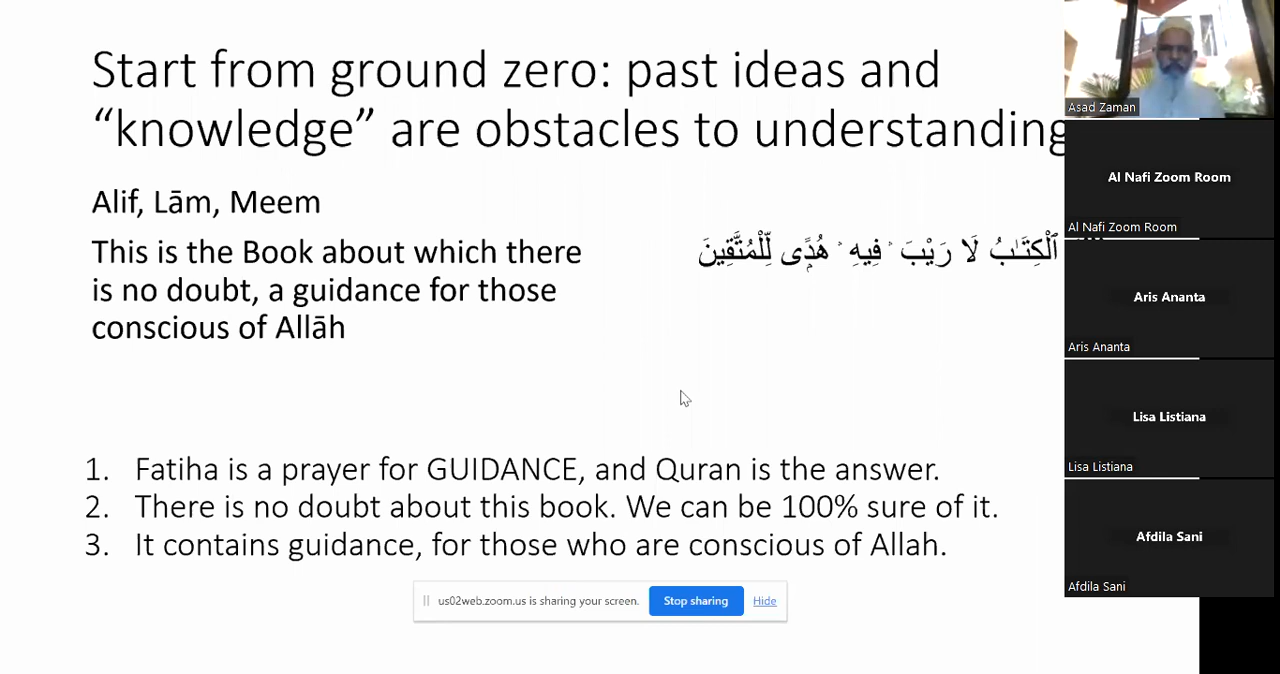 Start from ground zero: past ideas and
“knowledge” are obstacles to understanding
Alif, Lām, Meem
This is the Book about which there
is no doubt, a guidance for those
conscious of Allāh
ٱلْكِتَـٰبُ لَا رَيْبَ ۛ فِيهِ ۛ هُدًۭى لِّلْمُتَّقِينَ
1. Fatiha is a prayer for GUIDANCE, and Quran is the answer.
2. There is no doubt about this book. We can be 100% sure of it.
3. It contains guidance, for those who are conscious of Allah.
us02web.zoom.us is sharing your screen. Stop sharing Hide
Asad Zaman
Al Nafi Zoom Room
Al Nafi Zoom Room
Aris Ananta
Aris Ananta
Lisa Listiana
Lisa Listiana
Afdila Sani
Afdila Sani